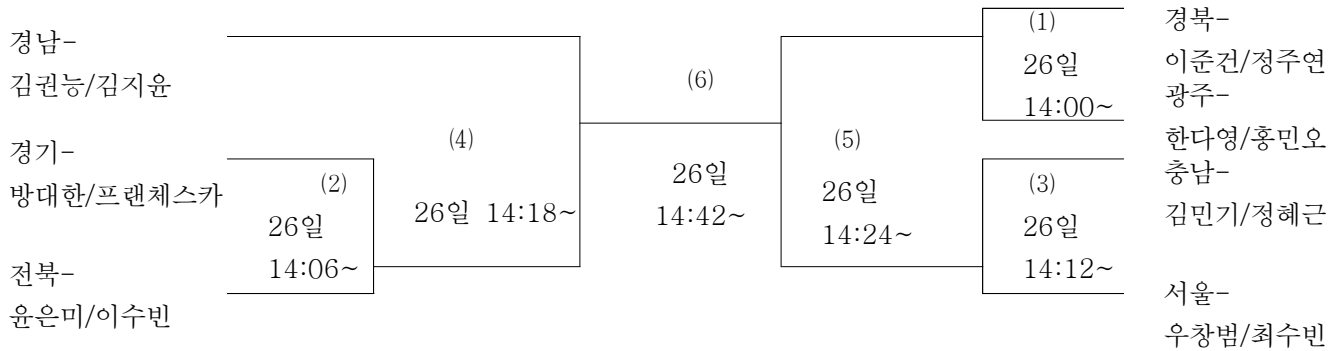 경남-
김권능/김지윤
경기-
방대한/프랜체스카
전북-
윤은미/이수빈
(2)
26일
14:06~
(4)
26일 14:18~
(6)
26일
14:42~
(5)
26일
14:24~
(1)
26일
14:00~
(3)
26일
14:12~
경북-
이준건/정주연
광주-
한다영/홍민오
충남-
김민기/정혜근
서울-
우창범/최수빈